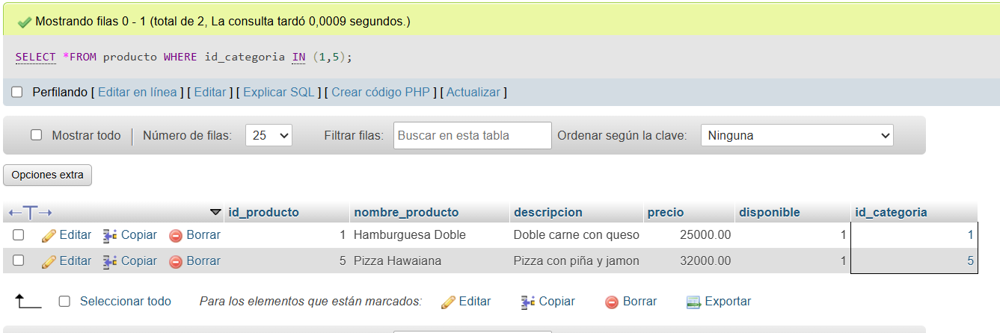 Mostrando filas 0 - 1 (total de 2, La consulta tardó 0,0009 segundos.)
SELECT *FROM producto WHERE id_categoria IN (1,5);
Perfilando [ Editar en línea ] [ Editar ] [ Explicar SQL ] [ Crear código PHP ] [ Actualizar ]
Mostrar todo Número de filas: 25 Filtrar filas: Buscar en esta tabla Ordenar según la clave: Ninguna
Opciones extra
id_producto nombre_producto descripcion precio disponible id_categoria
Editar Copiar Borrar 1 Hamburguesa Doble Doble carne con queso 25000.00 1 1
Editar Copiar Borrar 5 Pizza Hawaiana Pizza con piña y jamon 32000.00 1 5
Seleccionar todo Para los elementos que están marcados: Editar Copiar Borrar Exportar